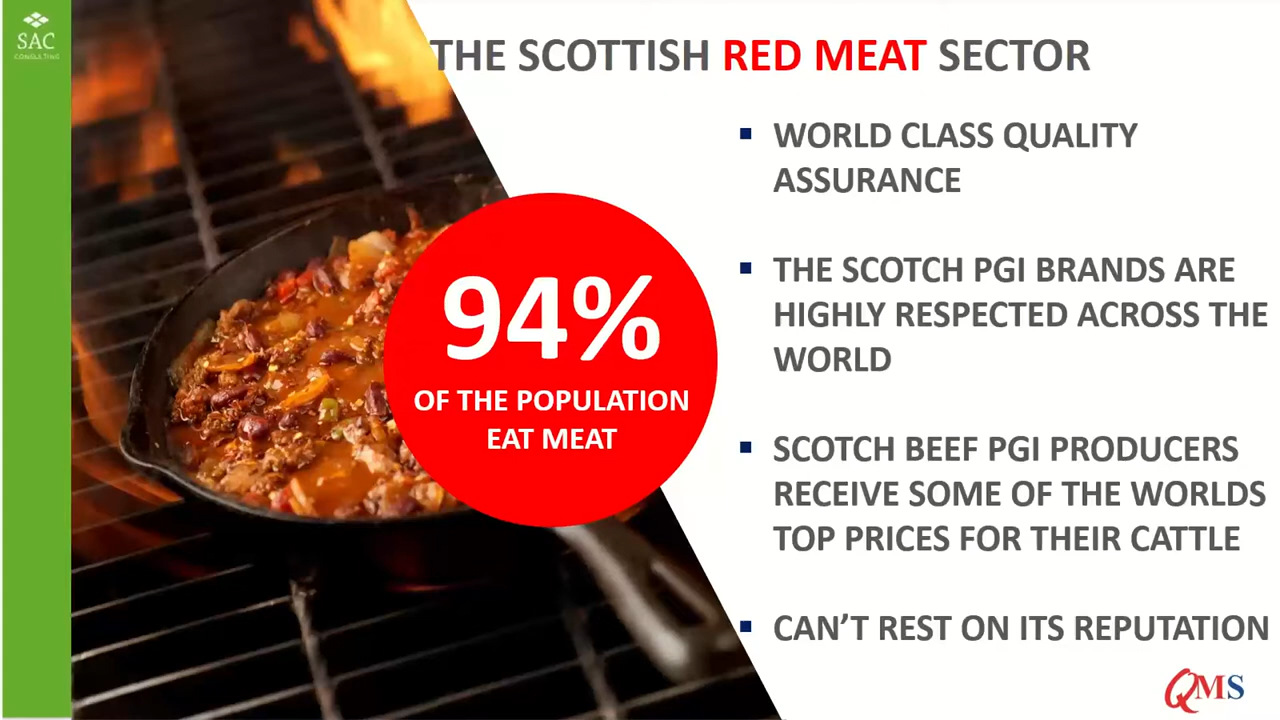 SAC
CONSULTING
THE SCOTTISH RED MEAT SECTOR
94%
OF THE POPULATION
EAT MEAT
▪ WORLD CLASS QUALITY
ASSURANCE
▪ THE SCOTCH PGI BRANDS ARE
HIGHLY RESPECTED ACROSS THE
WORLD
▪ SCOTCH BEEF PGI PRODUCERS
RECEIVE SOME OF THE WORLDS
TOP PRICES FOR THEIR CATTLE
▪ CAN’T REST ON ITS REPUTATION
QMS